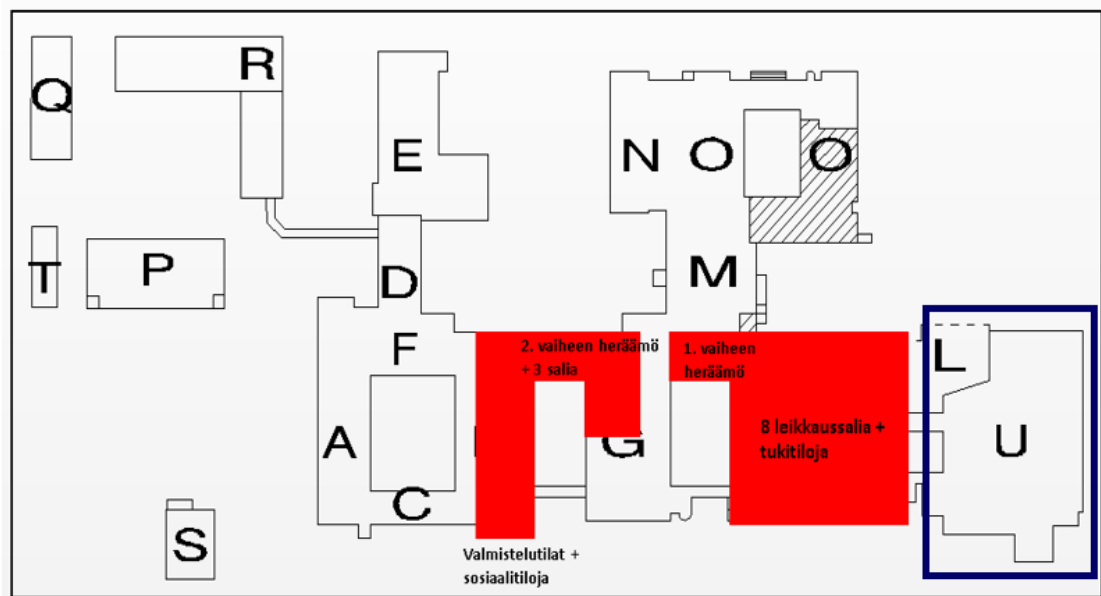 R
Q
E
N
O
O
T
P
D
M
F
2. vaiheen heräämö
+ 3 salia
1. vaiheen
heräämö
L
A
G
8 leikkaussalia +
tukitiloja
U
C
S
Valmistelutilat +
sosiaalitiloja